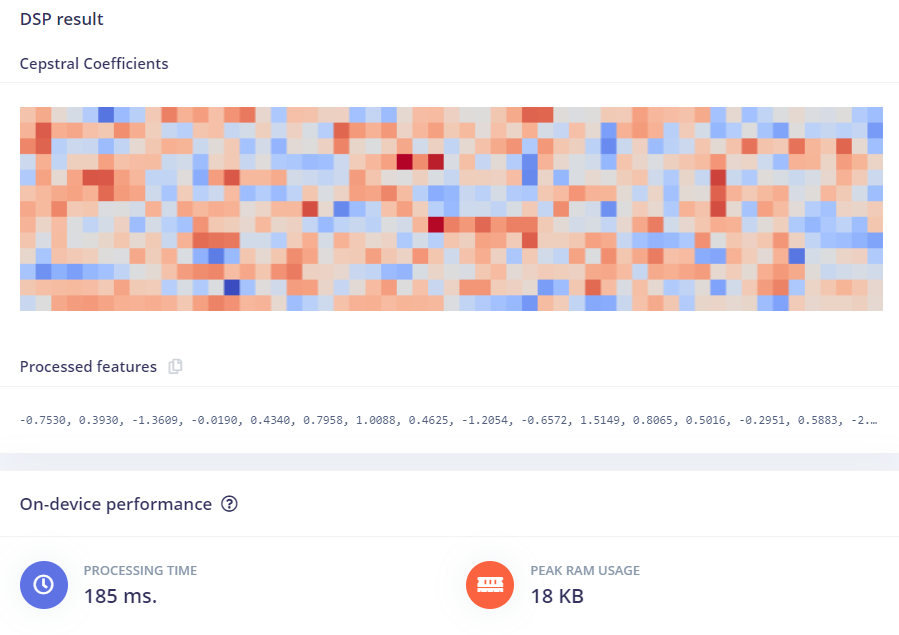 DSP result
Cepstral Coefficients
Processed features
-0.7530, 0.3930, -1.3609, -0.0190, 0.4340, 0.7958, 1.0088, 0.4625, -1.2054, -0.6572, 1.5149, 0.8065, 0.5016, -0.2951, 0.5883, -2.…
On-device performance ?
PROCESSING TIME
185 ms.
PEAK RAM USAGE
18 KB